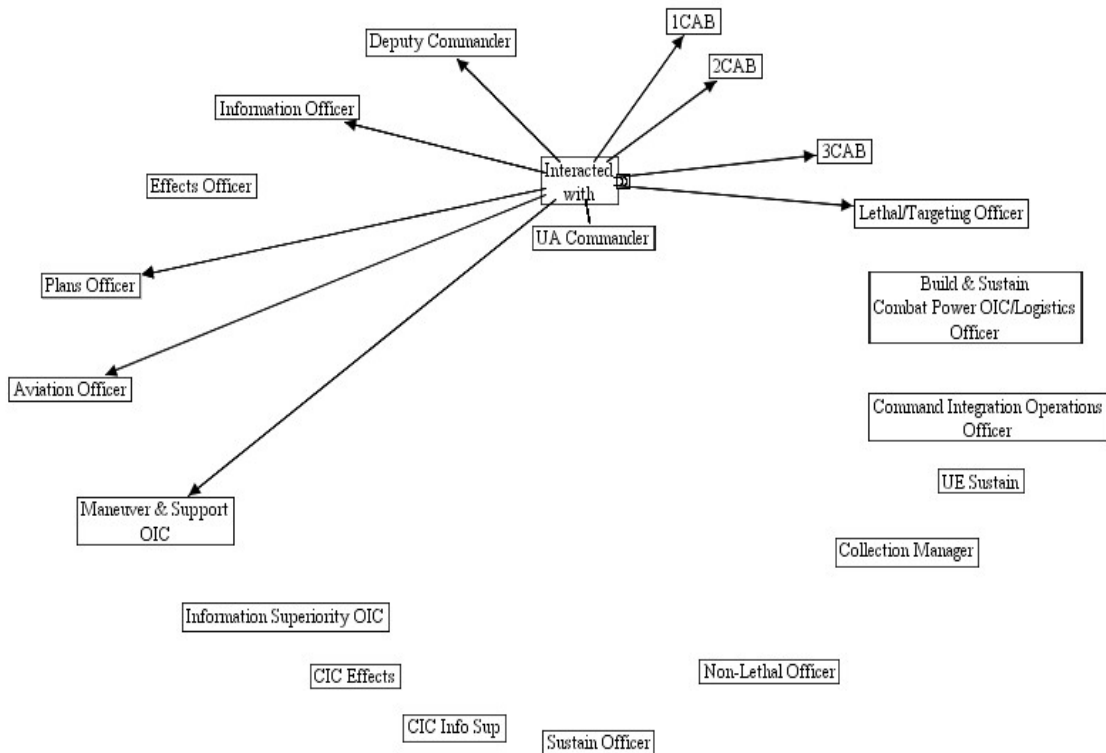 1CAB
Deputy Commander
2CAB
Information Officer
3CAB
Interacted
with
Effects Officer
Lethal/Targeting Officer
UA Commander
Plans Officer
Build & Sustain
Combat Power OIC/Logistics
Officer
Aviation Officer
Command Integration Operations
Officer
UE Sustain
Maneuver & Support
OIC
Collection Manager
Information Superiority OIC
CIC Effects
Non-Lethal Officer
CIC Info Sup
Sustain Officer